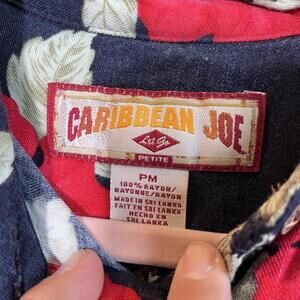 CARIBBEAN JOE
Let Go
PETITE
PM
100% RAYON/
RAYONNE/RAYON
MADE IN SRI LANKA
FAIT EN SRI LANKA
HECHO EN
SRI LANKA